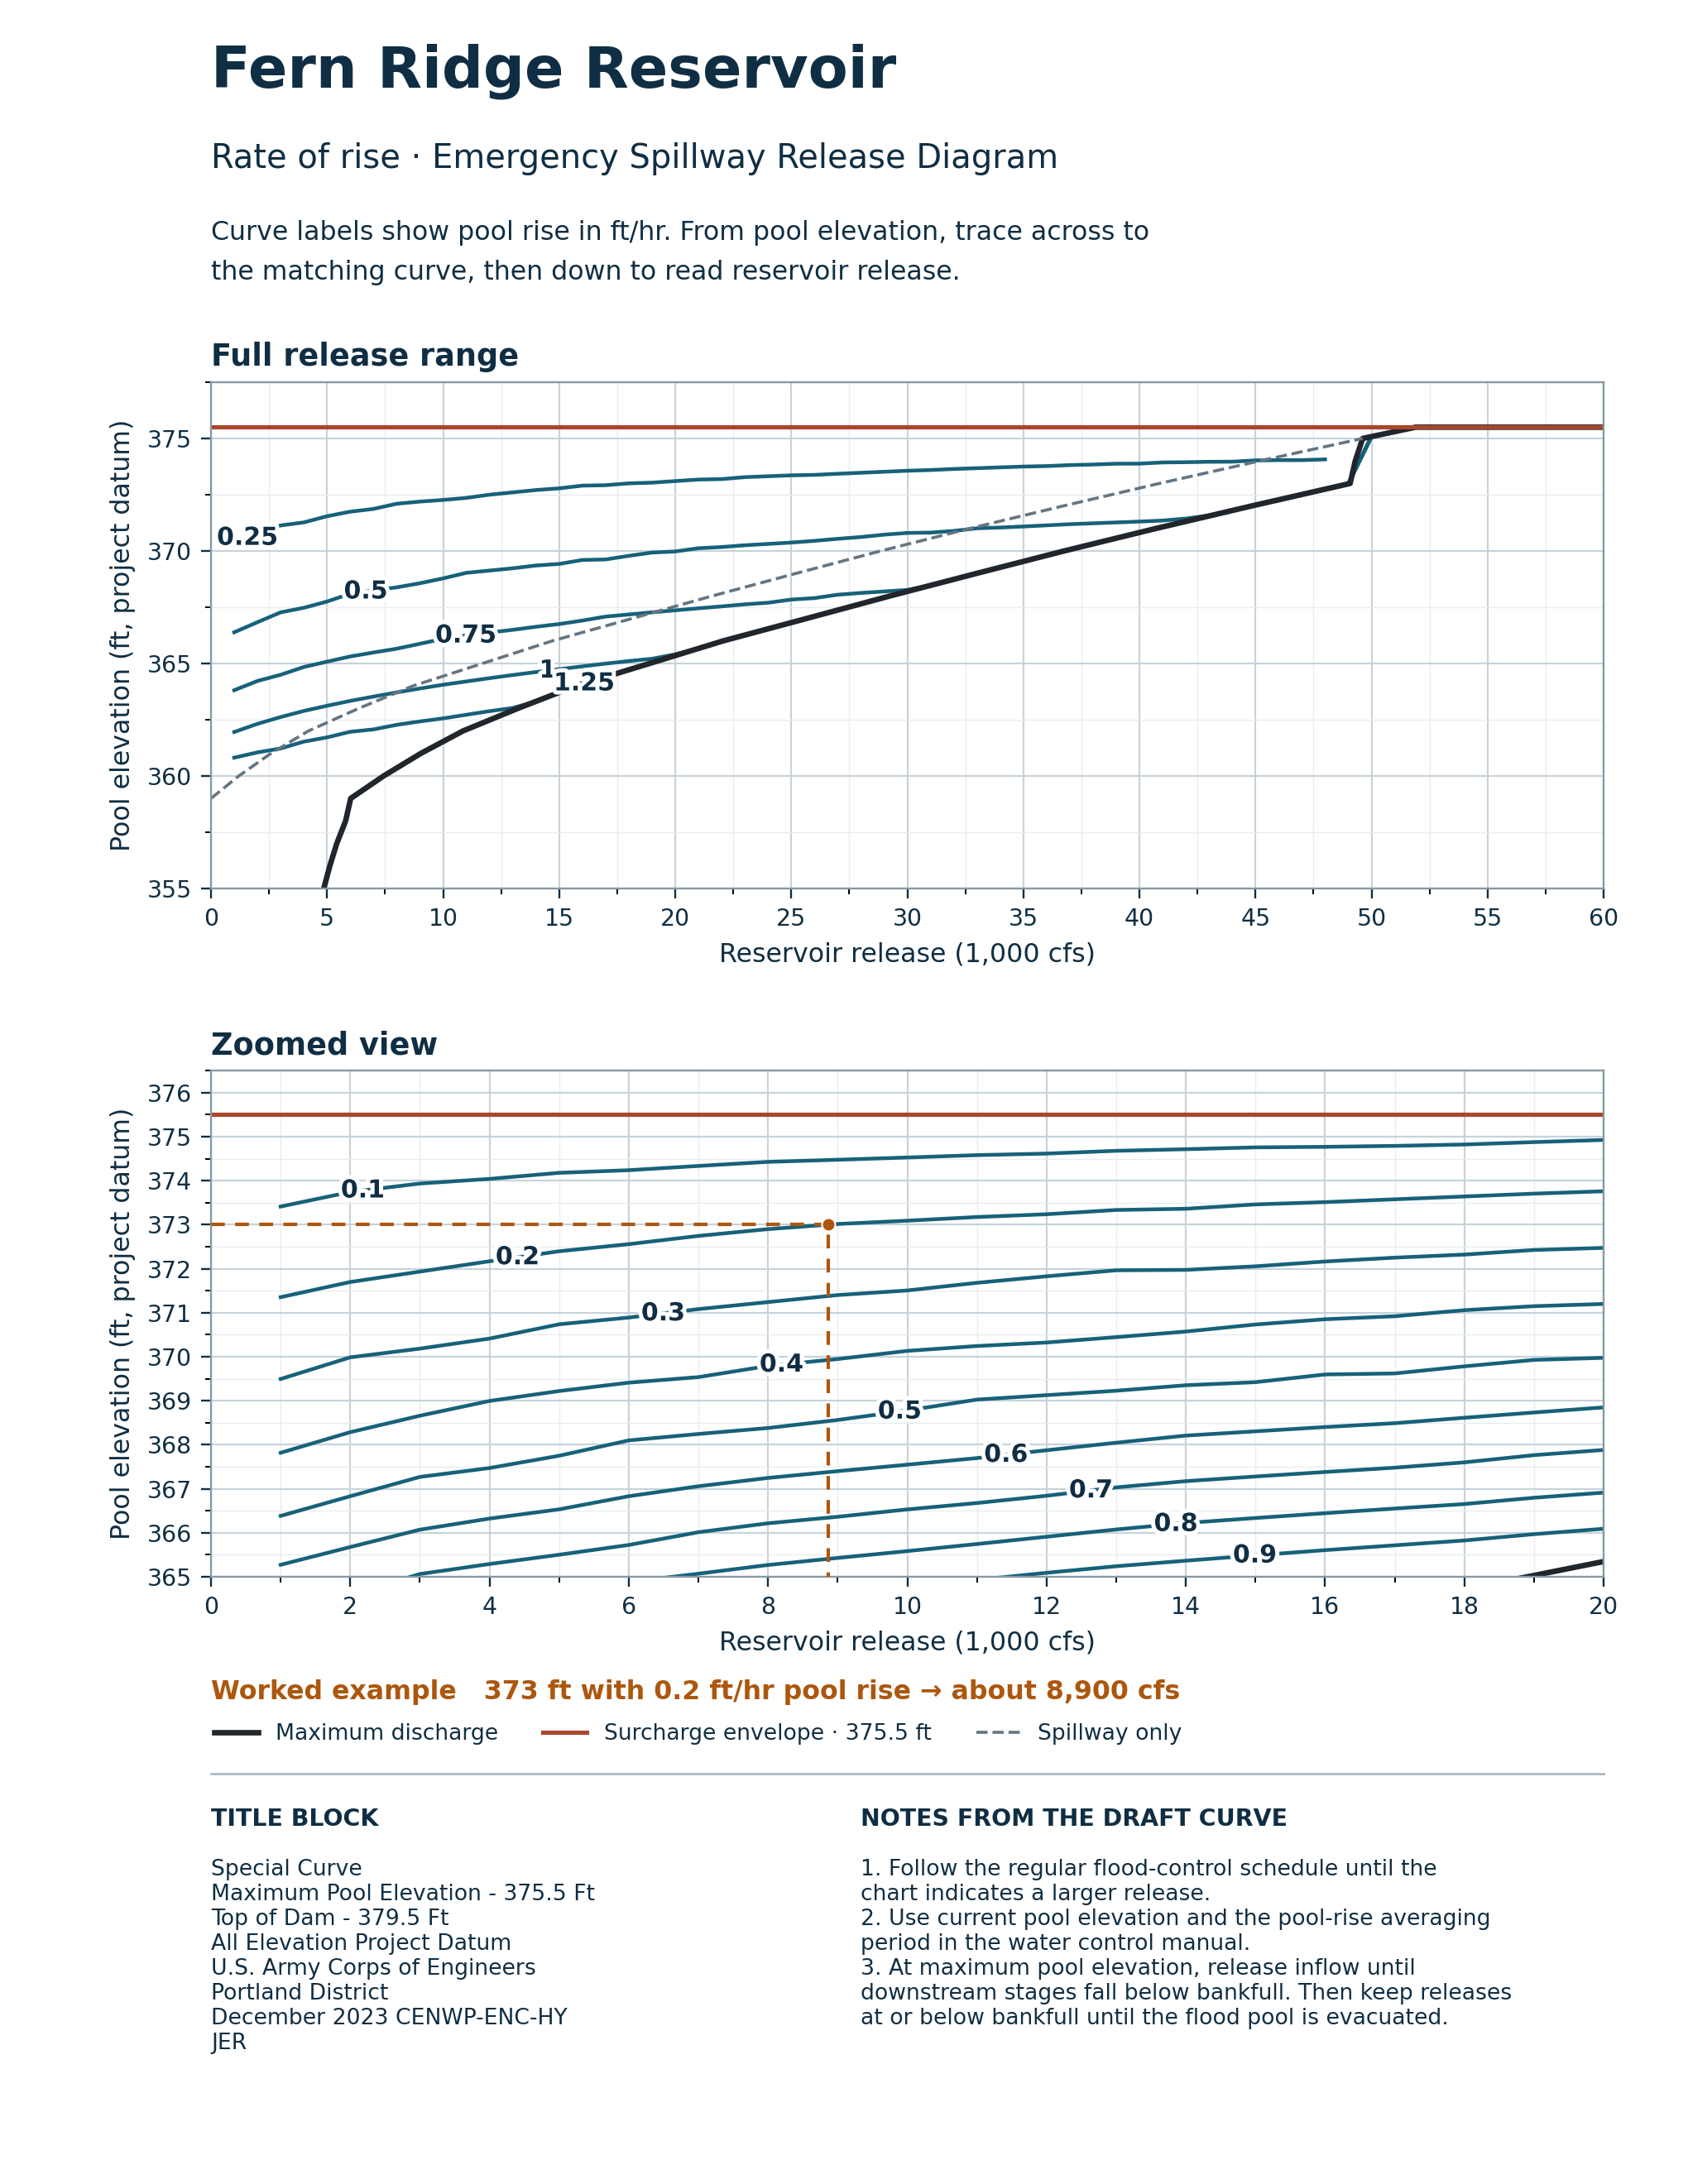 Fern Ridge Reservoir
Rate of rise · Emergency Spillway Release Diagram
Curve labels show pool rise in ft/hr. From pool elevation, trace across to
the matching curve, then down to read reservoir release.
Full release range
Pool elevation (ft, project datum)
375
370
365
360
355
0.25
0.5
0.75
1
1.25
0 5 10 15 20 25 30 35 40 45 50 55 60
Reservoir release (1,000 cfs)
Zoomed view
Pool elevation (ft, project datum)
376
375
374
373
372
371
370
369
368
367
366
365
0.1
0.2
0.3
0.4
0.5
0.6
0.7
0.8
0.9
0 2 4 6 8 10 12 14 16 18 20
Reservoir release (1,000 cfs)
Worked example 373 ft with 0.2 ft/hr pool rise → about 8,900 cfs
Maximum discharge Surcharge envelope · 375.5 ft Spillway only
TITLE BLOCK
Special Curve
Maximum Pool Elevation - 375.5 Ft
Top of Dam - 379.5 Ft
All Elevation Project Datum
U.S. Army Corps of Engineers
Portland District
December 2023 CENWP-ENC-HY
JER
NOTES FROM THE DRAFT CURVE
1. Follow the regular flood-control schedule until the
chart indicates a larger release.
2. Use current pool elevation and the pool-rise averaging
period in the water control manual.
3. At maximum pool elevation, release inflow until
downstream stages fall below bankfull. Then keep releases
at or below bankfull until the flood pool is evacuated.